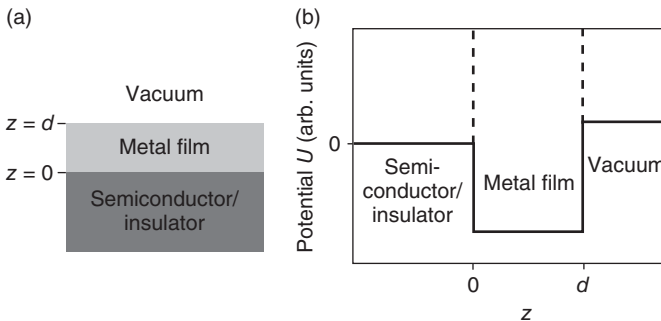 (a)
Vacuum
z = d
Metal film
z = 0
Semiconductor/
insulator
(b)
Potential U (arb. units)
0
Semi-
conductor/
insulator
Metal film
Vacuum
0
d
z